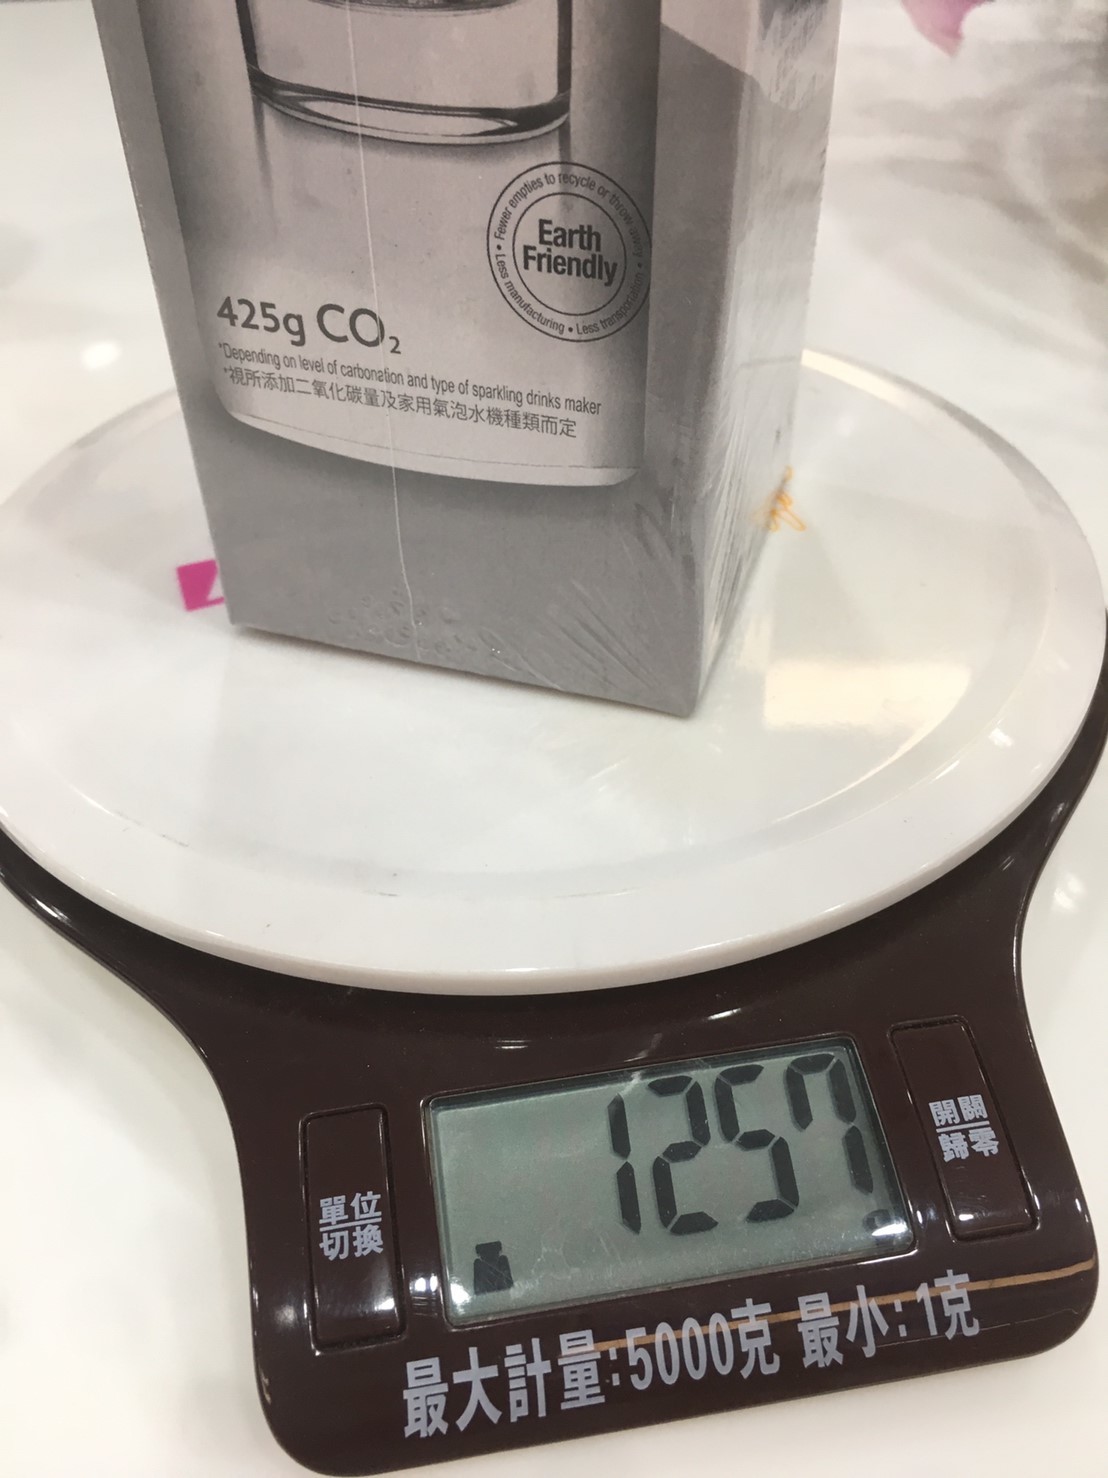 Fewer empties to recycle or throw away • Less transportation • Less manufacturing •
Earth
Friendly
425g CO₂
*Depending on level of carbonation and type of sparkling drinks maker
*視所添加二氧化碳量及家用氣泡水機種類而定
1257
g
開關
歸零
單位
切換
最大計量:5000克 最小:1克